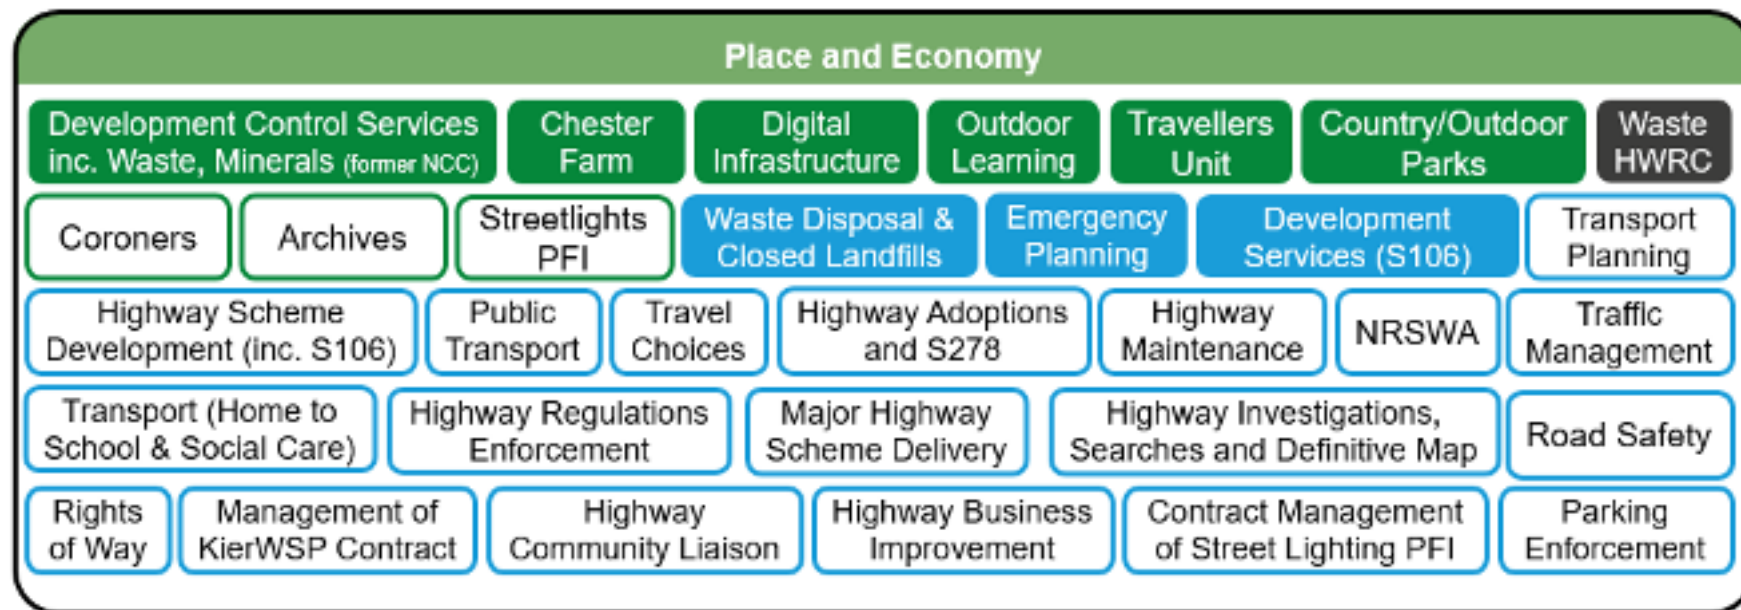 Place and Economy
Development Control Services
inc. Waste, Minerals (former NCC)
Chester
Farm
Digital
Infrastructure
Outdoor
Learning
Travellers
Unit
Country/Outdoor
Parks
Waste
HWRC
Coroners
Archives
Streetlights
PFI
Waste Disposal &
Closed Landfills
Emergency
Planning
Development
Services (S106)
Transport
Planning
Highway Scheme
Development (inc. S106)
Public
Transport
Travel
Choices
Highway Adoptions
and S278
Highway
Maintenance
NRSWA
Traffic
Management
Transport (Home to
School & Social Care)
Highway Regulations
Enforcement
Major Highway
Scheme Delivery
Highway Investigations,
Searches and Definitive Map
Road Safety
Rights
of Way
Management of
KierWSP Contract
Highway
Community Liaison
Highway Business
Improvement
Contract Management
of Street Lighting PFI
Parking
Enforcement